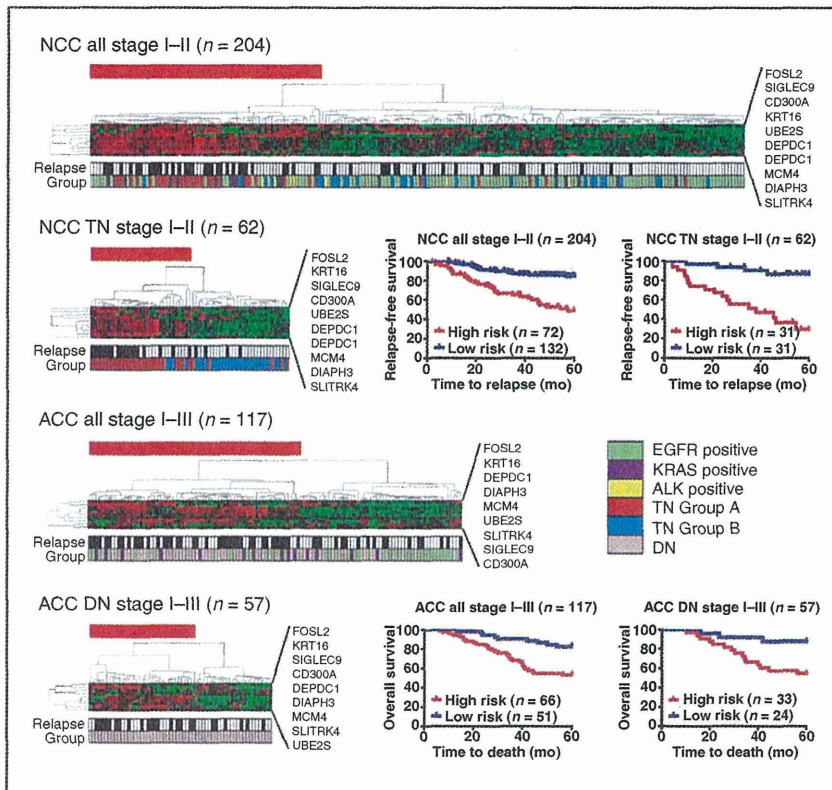 NCC all stage I–II (n = 204)
FOSL2
SIGLEC9
CD300A
KRT16
UBE2S
DEPDC1
DEPDC1
MCM4
DIAPH3
SLITRK4
Relapse
Group
NCC TN stage I–II (n = 62)
FOSL2
KRT16
SIGLEC9
CD300A
UBE2S
DEPDC1
DEPDC1
MCM4
DIAPH3
SLITRK4
Relapse
Group
NCC all stage I–II (n = 204)
Relapse-free survival
100
80
60
40
20
0
High risk (n = 72)
Low risk (n = 132)
0 20 40 60
Time to relapse (mo)
NCC TN stage I–II (n = 62)
Relapse-free survival
100
80
60
40
20
0
High risk (n = 31)
Low risk (n = 31)
0 20 40 60
Time to relapse (mo)
ACC all stage I–III (n = 117)
FOSL2
KRT16
DEPDC1
DIAPH3
MCM4
UBE2S
SLITRK4
SIGLEC9
CD300A
Relapse
Group
EGFR positive
KRAS positive
ALK positive
TN Group A
TN Group B
DN
ACC DN stage I–III (n = 57)
FOSL2
KRT16
SIGLEC9
CD300A
DEPDC1
DIAPH3
MCM4
SLITRK4
UBE2S
Relapse
Group
ACC all stage I–III (n = 117)
Overall survival
100
80
60
40
20
0
High risk (n = 66)
Low risk (n = 51)
0 20 40 60
Time to death (mo)
ACC DN stage I–III (n = 57)
Overall survival
100
80
60
40
20
0
High risk (n = 33)
Low risk (n = 24)
0 20 40 60
Time to death (mo)